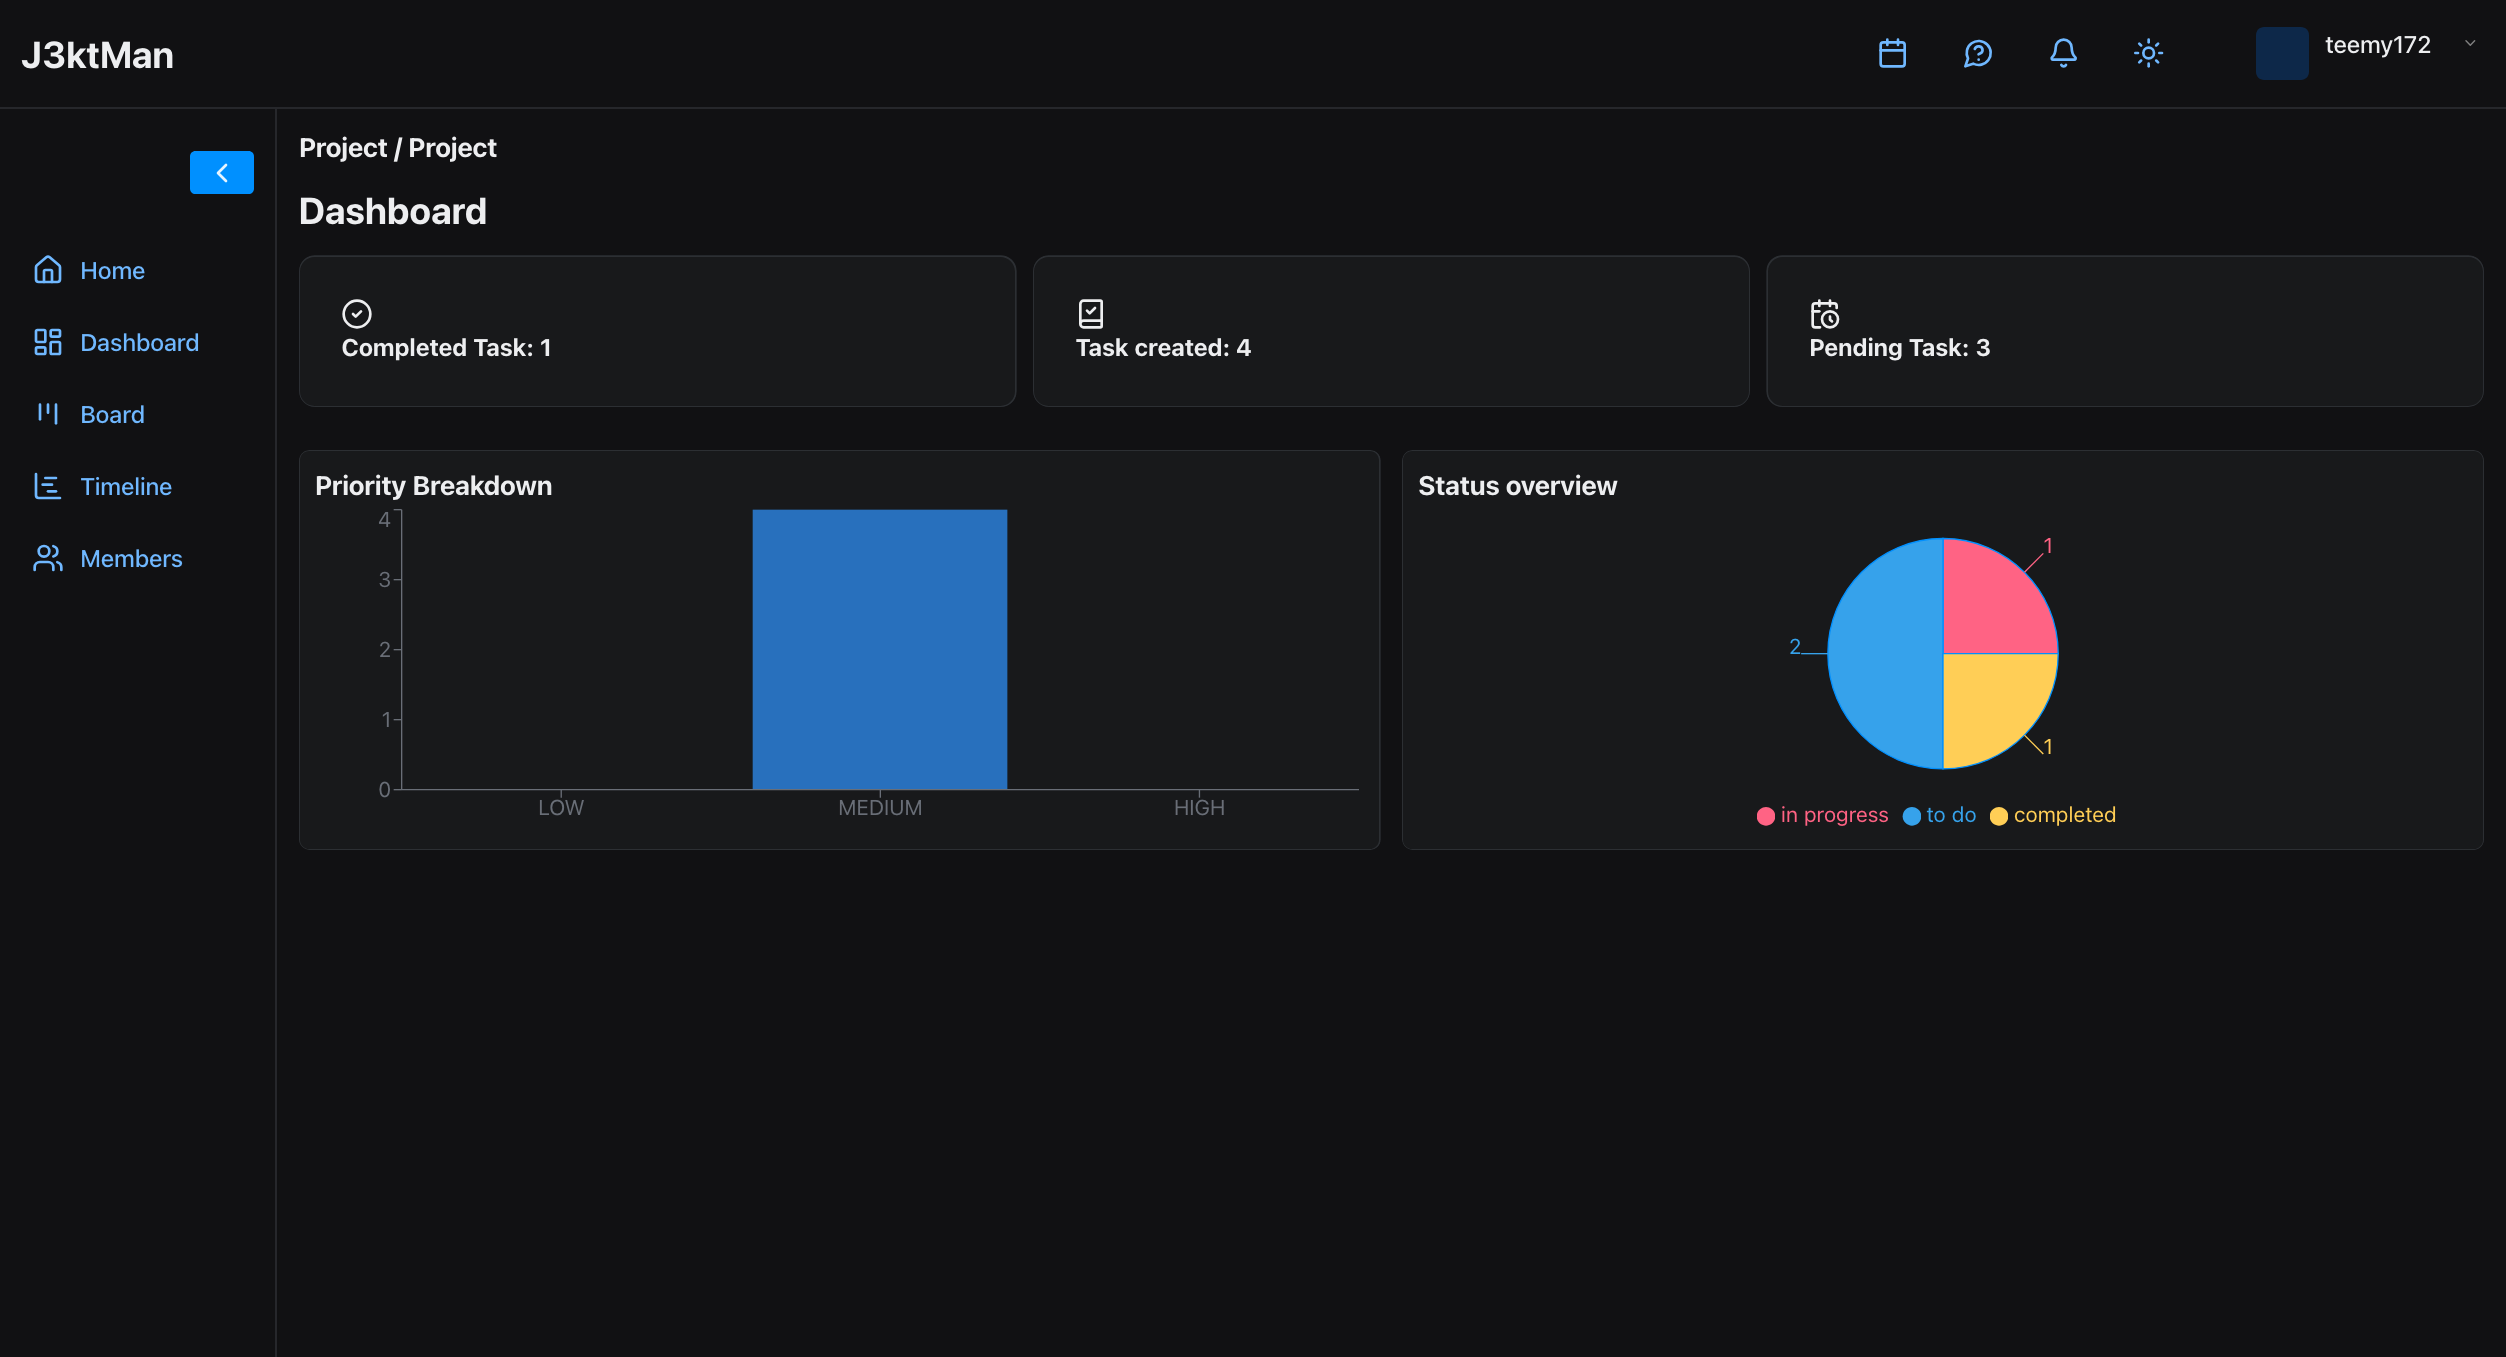 J3ktMan
teemy172
Project / Project
Dashboard
Home
Dashboard
Board
Timeline
Members
Completed Task: 1
Task created: 4
Pending Task: 3
Priority Breakdown
4
3
2
1
0
LOW
MEDIUM
HIGH
Status overview
1
2
1
in progress
to do
completed